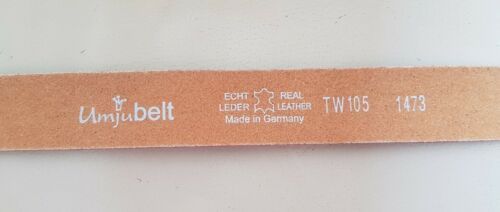 Umjubelt
ECHT REAL
LEDER LEATHER
Made in Germany
TW105 1473